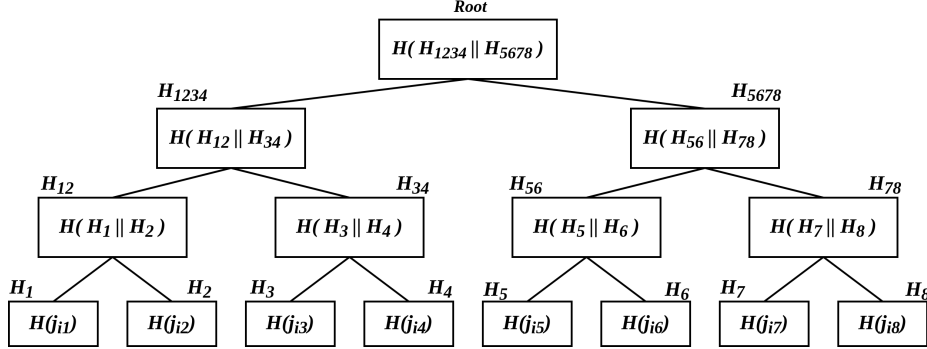 Root
H( H1234 || H5678 )
H1234
H5678
H( H12 || H34 )
H( H56 || H78 )
H12
H34
H56
H78
H( H1 || H2 )
H( H3 || H4 )
H( H5 || H6 )
H( H7 || H8 )
H1
H2
H3
H4
H5
H6
H7
H8
H(ji1)
H(ji2)
H(ji3)
H(ji4)
H(ji5)
H(ji6)
H(ji7)
H(ji8)